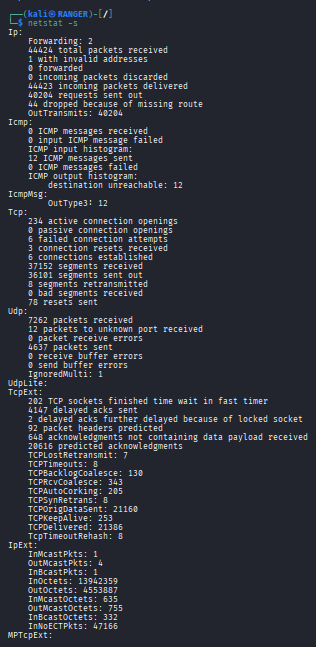 ┌──(kali㉿RANGER)-[/]
└─$ netstat -s
Ip:
    Forwarding: 2
    44424 total packets received
    1 with invalid addresses
    0 forwarded
    0 incoming packets discarded
    44423 incoming packets delivered
    40204 requests sent out
    44 dropped because of missing route
    OutTransmits: 40204
Icmp:
    0 ICMP messages received
    0 input ICMP message failed
    ICMP input histogram:
    12 ICMP messages sent
    0 ICMP messages failed
    ICMP output histogram:
        destination unreachable: 12
IcmpMsg:
        OutType3: 12
Tcp:
    234 active connection openings
    0 passive connection openings
    6 failed connection attempts
    3 connection resets received
    6 connections established
    37152 segments received
    36101 segments sent out
    8 segments retransmitted
    0 bad segments received
    78 resets sent
Udp:
    7262 packets received
    12 packets to unknown port received
    0 packet receive errors
    4637 packets sent
    0 receive buffer errors
    0 send buffer errors
    IgnoredMulti: 1
UdpLite:
TcpExt:
    202 TCP sockets finished time wait in fast timer
    4147 delayed acks sent
    2 delayed acks further delayed because of locked socket
    92 packet headers predicted
    648 acknowledgments not containing data payload received
    20616 predicted acknowledgments
    TCPLostRetransmit: 7
    TCPTimeouts: 8
    TCPBacklogCoalesce: 130
    TCPRcvCoalesce: 343
    TCPAutoCorking: 205
    TCPSynRetrans: 8
    TCPOrigDataSent: 21160
    TCPKeepAlive: 253
    TCPDelivered: 21386
    TcpTimeoutRehash: 8
IpExt:
    InMcastPkts: 1
    OutMcastPkts: 4
    InBcastPkts: 1
    InOctets: 13942359
    OutOctets: 4553887
    InMcastOctets: 635
    OutMcastOctets: 755
    InBcastOctets: 332
    InNoECTPkts: 47166
MPTcpExt: